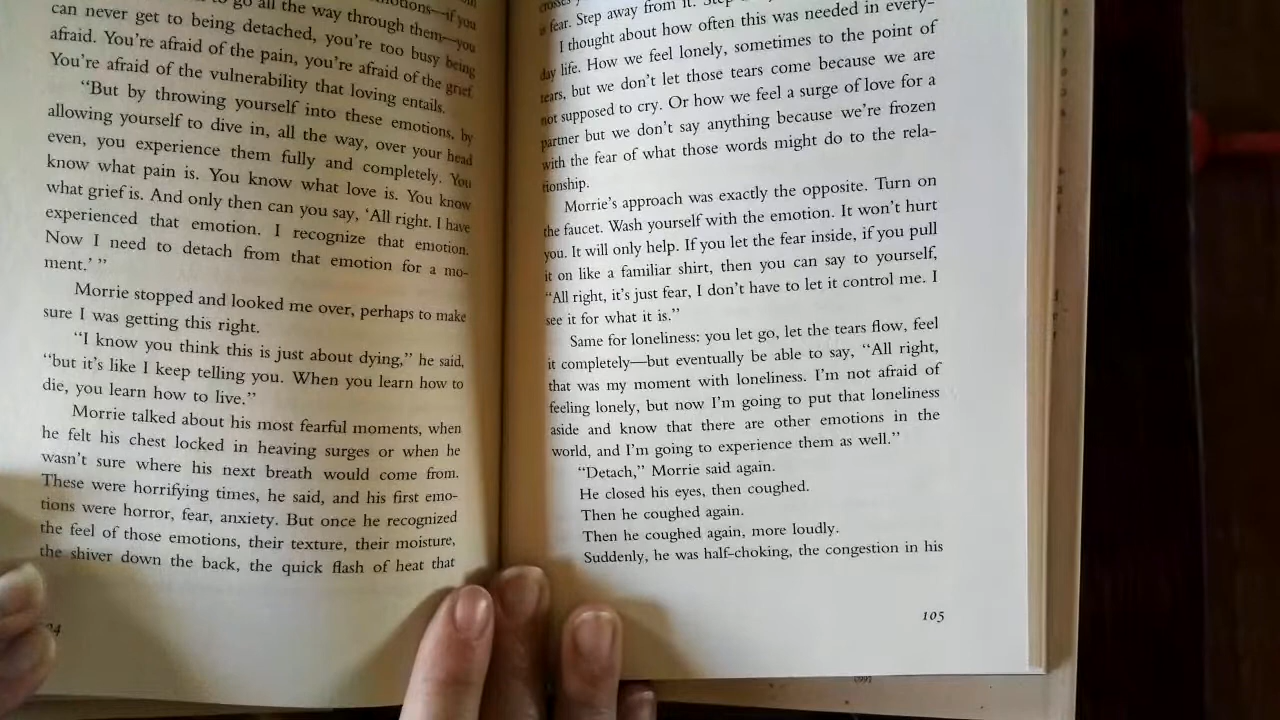 to go all the way through them—you
can never get to being detached, you're too busy being
afraid. You're afraid of the pain, you're afraid of the grief.
You're afraid of the vulnerability that loving entails.
“But by throwing yourself into these emotions, by
allowing yourself to dive in, all the way, over your head
even, you experience them fully and completely. You
know what pain is. You know what love is. You know
what grief is. And only then can you say, ‘All right. I have
experienced that emotion. I recognize that emotion.
Now I need to detach from that emotion for a mo-
ment.’ ”
Morrie stopped and looked me over, perhaps to make
sure I was getting this right.
“I know you think this is just about dying,” he said,
“but it's like I keep telling you. When you learn how to
die, you learn how to live.”
Morrie talked about his most fearful moments, when
he felt his chest locked in heaving surges or when he
wasn't sure where his next breath would come from.
These were horrifying times, he said, and his first emo-
tions were horror, fear, anxiety. But once he recognized
the feel of those emotions, their texture, their moisture,
the shiver down the back, the quick flash of heat that
is fear. Step away from it.
I thought about how often this was needed in every-
day life. How we feel lonely, sometimes to the point of
tears, but we don't let those tears come because we are
not supposed to cry. Or how we feel a surge of love for a
partner but we don't say anything because we're frozen
with the fear of what those words might do to the rela-
tionship.
Morrie's approach was exactly the opposite. Turn on
the faucet. Wash yourself with the emotion. It won't hurt
you. It will only help. If you let the fear inside, if you pull
it on like a familiar shirt, then you can say to yourself,
“All right, it's just fear, I don't have to let it control me. I
see it for what it is.”
Same for loneliness: you let go, let the tears flow, feel
it completely—but eventually be able to say, “All right,
that was my moment with loneliness. I'm not afraid of
feeling lonely, but now I'm going to put that loneliness
aside and know that there are other emotions in the
world, and I'm going to experience them as well.”
“Detach,” Morrie said again.
He closed his eyes, then coughed.
Then he coughed again.
Then he coughed again, more loudly.
Suddenly, he was half-choking, the congestion in his
105